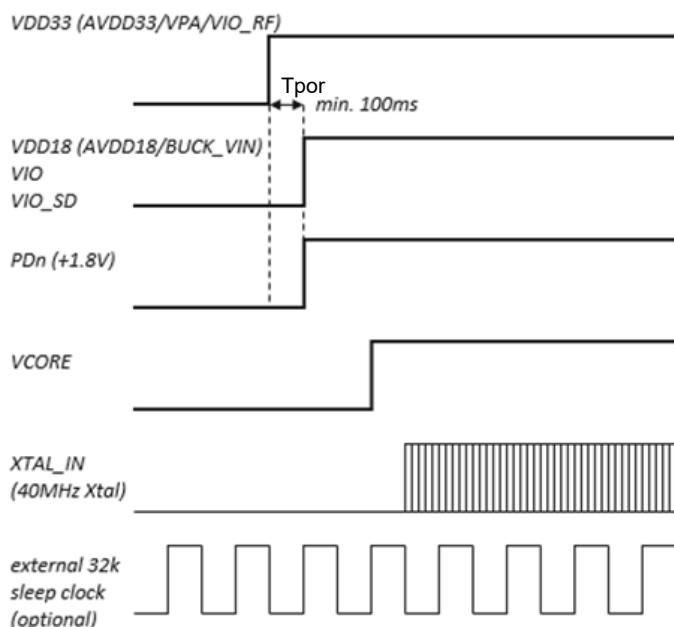 VDD33 (AVDD33/VPA/VIO_RF)
Tpor
min. 100ms
VDD18 (AVDD18/BUCK_VIN)
VIO
VIO_SD
PDn (+1.8V)
VCORE
XTAL_IN
(40MHz Xtal)
external 32k
sleep clock
(optional)